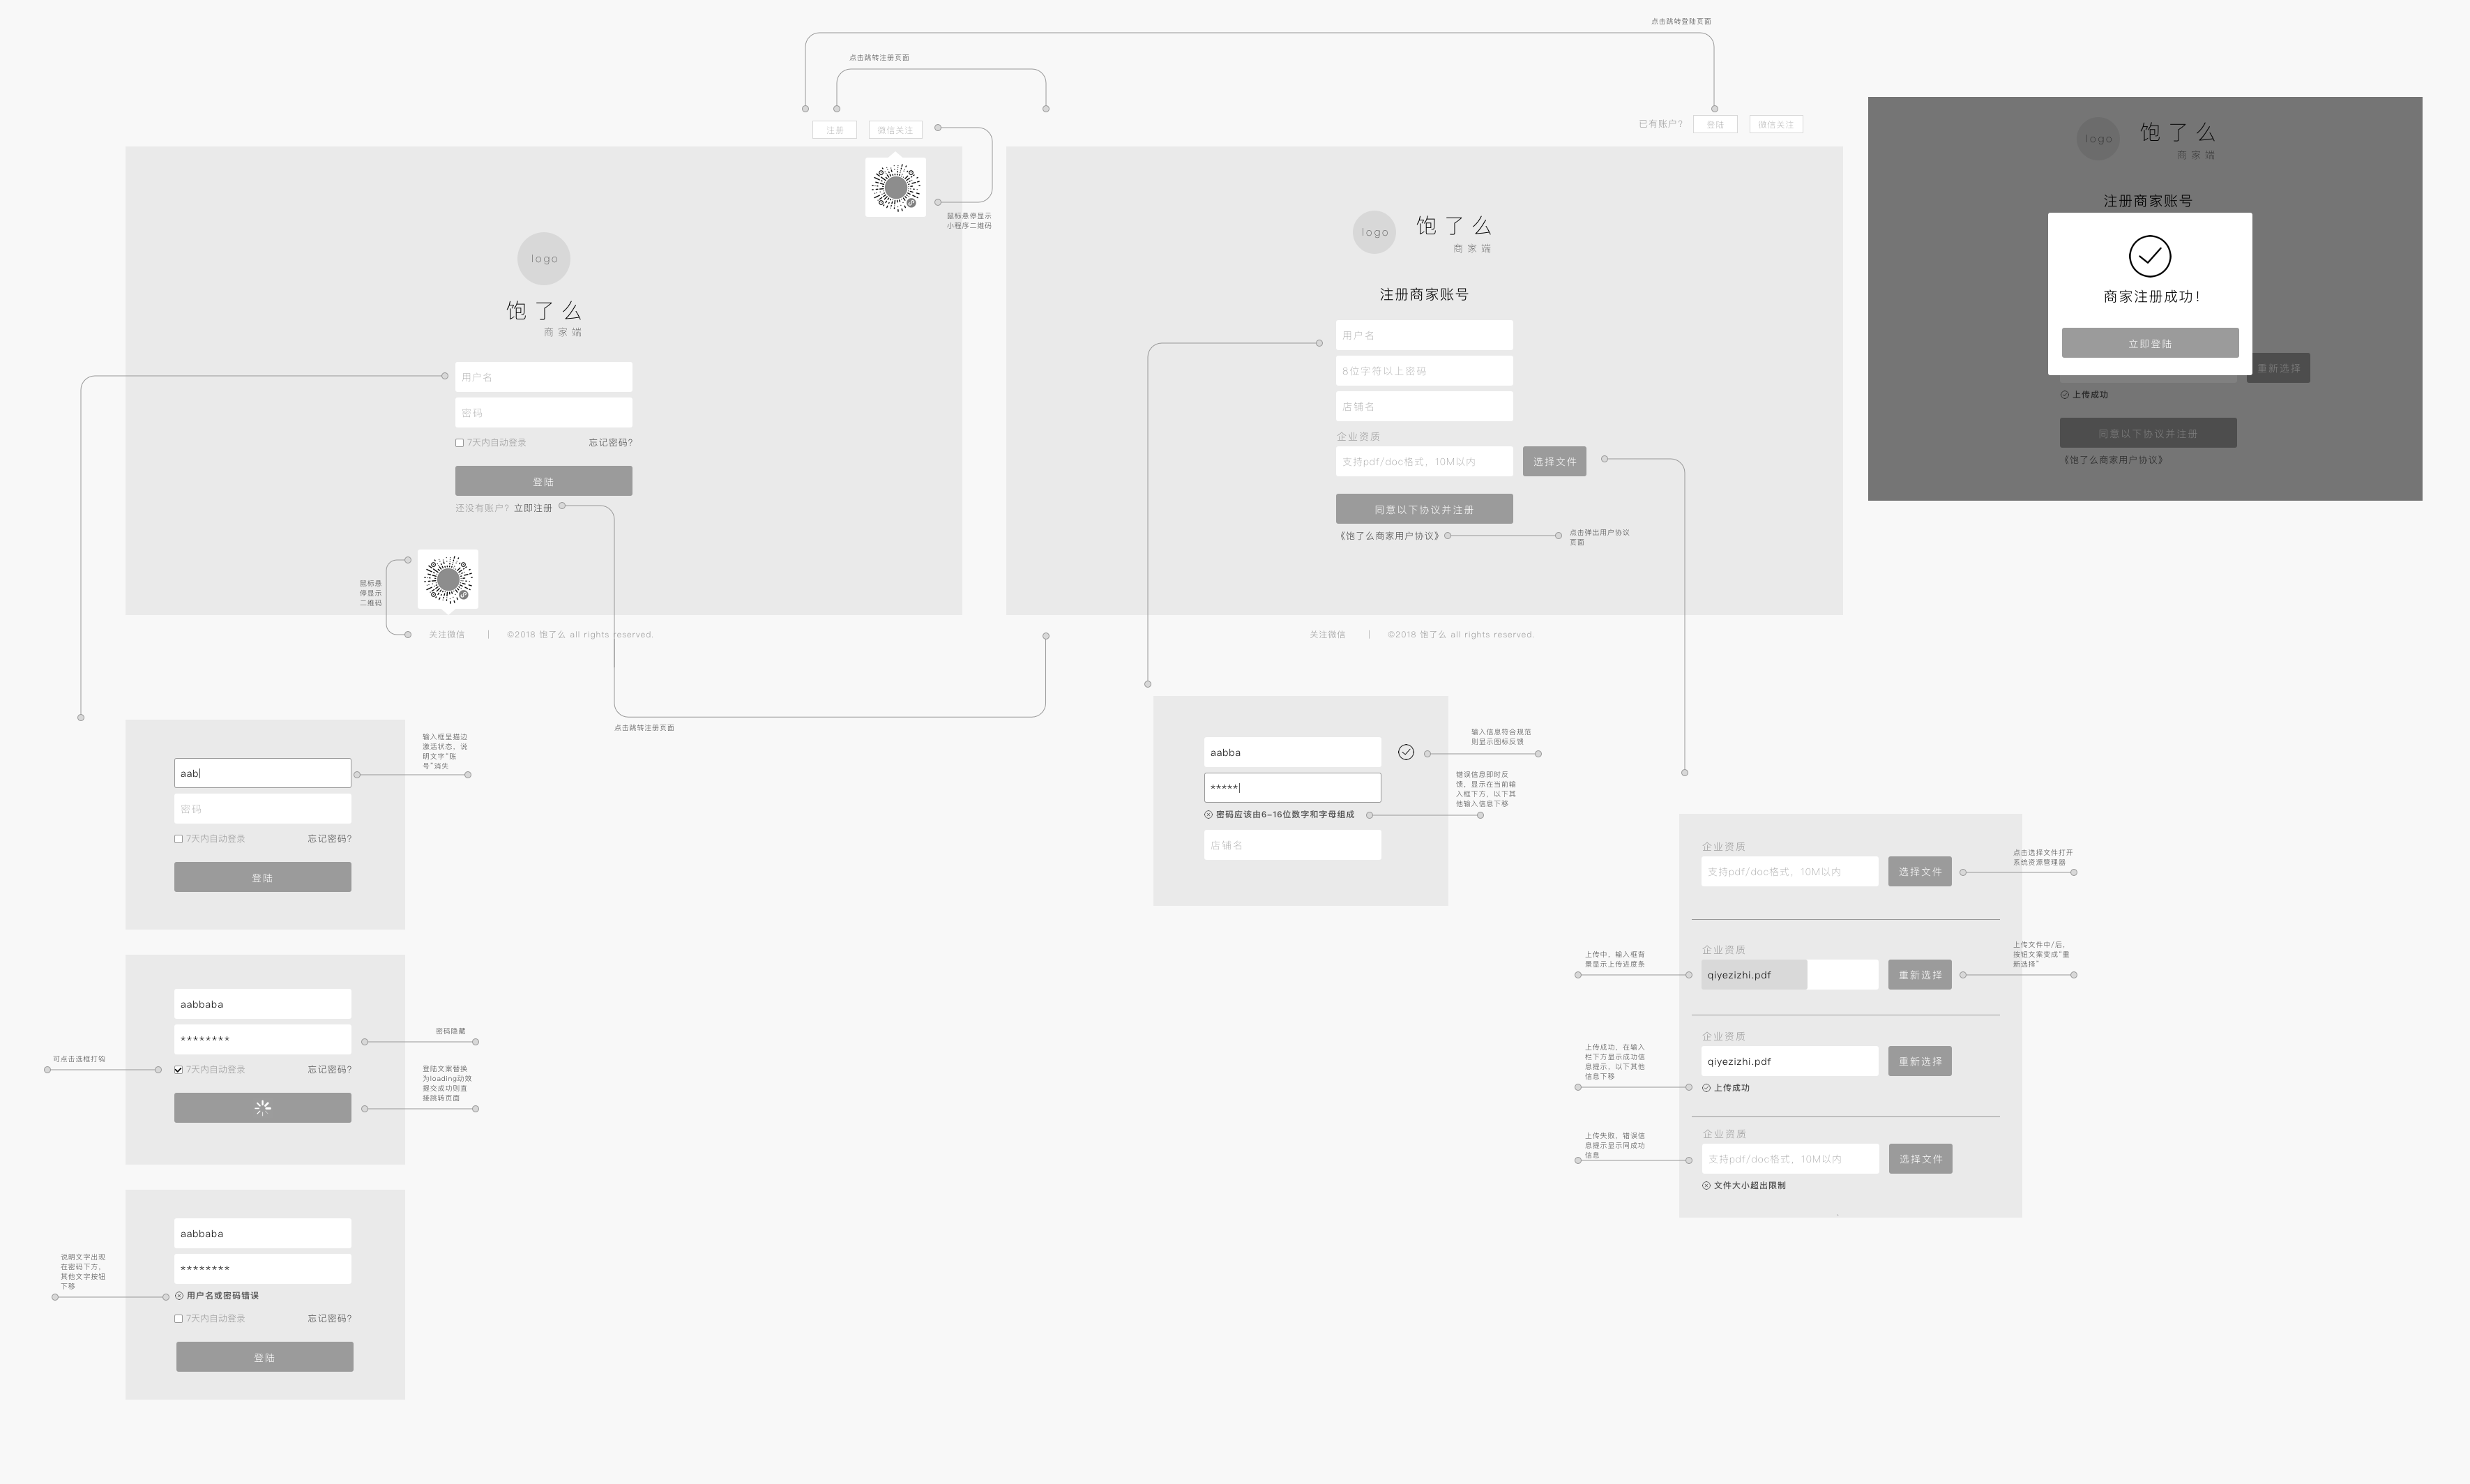 点击跳转登陆页面
点击跳转注册页面
注册
微信关注
鼠标悬停显示
小程序二维码
logo
饱了么
商家端
用户名
密码
7天内自动登录
忘记密码?
登陆
还没有账户? 立即注册
鼠标悬
停显示
二维码
关注微信 | ©2018 饱了么 all rights reserved.
点击跳转注册页面
已有账户?
登陆
微信关注
logo
饱了么
商家端
注册商家账号
用户名
8位字符以上密码
店铺名
企业资质
支持pdf/doc格式，10M以内
选择文件
同意以下协议并注册
《饱了么商家用户协议》
点击弹出用户协议
页面
关注微信 | ©2018 饱了么 all rights reserved.
logo
饱了么
商家端
注册商家账号
商家注册成功!
立即登陆
重新选择
上传成功
同意以下协议并注册
《饱了么商家用户协议》
aab
密码
7天内自动登录
忘记密码?
登陆
输入框呈描边
激活状态，说
明文字“账
号”消失
aabbaba
********
7天内自动登录
忘记密码?
可点击选框打钩
密码隐藏
登陆文案替换
为loading动效
提交成功则直
接跳转页面
aabbaba
********
用户名或密码错误
7天内自动登录
忘记密码?
登陆
说明文字出现
在密码下方，
其他文字按钮
下移
aabba
*****
密码应该由6-16位数字和字母组成
店铺名
输入信息符合规范
则显示图标反馈
错误信息即时反
馈，显示在当前输
入框下方，以下其
他输入信息下移
企业资质
支持pdf/doc格式，10M以内
选择文件
点击选择文件打开
系统资源管理器
企业资质
qiyezizhi.pdf
重新选择
上传中，输入框背
景显示上传进度条
上传文件中/后，
按钮文案变成“重
新选择”
企业资质
qiyezizhi.pdf
重新选择
上传成功
上传成功，在输入
栏下方显示成功信
息提示，以下其他
信息下移
企业资质
支持pdf/doc格式，10M以内
选择文件
文件大小超出限制
上传失败，错误信
息提示显示同成功
信息